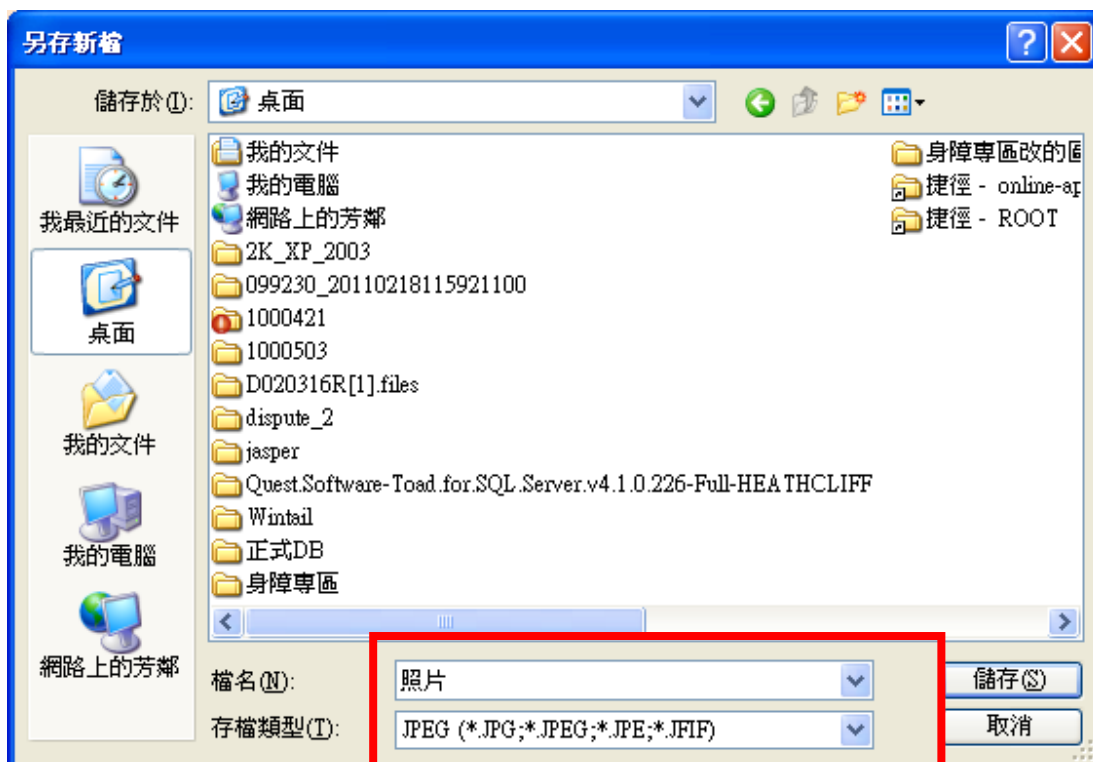 另存新檔
儲存於(I):
桌面
我最近的文件
桌面
我的文件
我的電腦
網路上的芳鄰
我的文件
我的電腦
網路上的芳鄰
2K_XP_2003
099230_20110218115921100
1000421
1000503
D020316R[1].files
dispute_2
jasper
Quest.Software-Toad.for.SQL.Server.v4.1.0.226-Full-HEATHCLIFF
Wintail
正式DB
身障專區
身障專區改的
捷徑 - online-ap
捷徑 - ROOT
檔名(N):
照片
儲存(S)
存檔類型(T):
JPEG (*.JPG;*.JPEG;*.JPE;*.JFIF)
取消